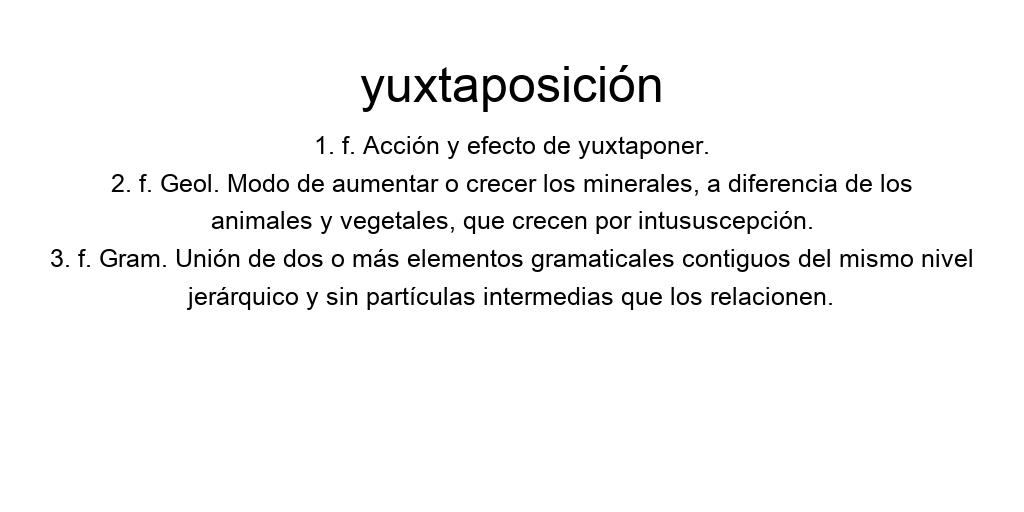 yuxtaposición
1. f. Acción y efecto de yuxtaponer.
2. f. Geol. Modo de aumentar o crecer los minerales, a diferencia de los
animales y vegetales, que crecen por intususcepción.
3. f. Gram. Unión de dos o más elementos gramaticales contiguos del mismo nivel
jerárquico y sin partículas intermedias que los relacionen.